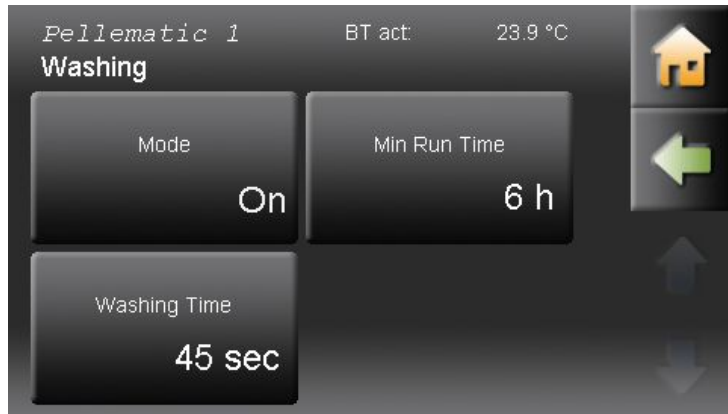 Pellematic 1 BT act: 23.9 °C
Washing
Mode
On
Min Run Time
6 h
Washing Time
45 sec